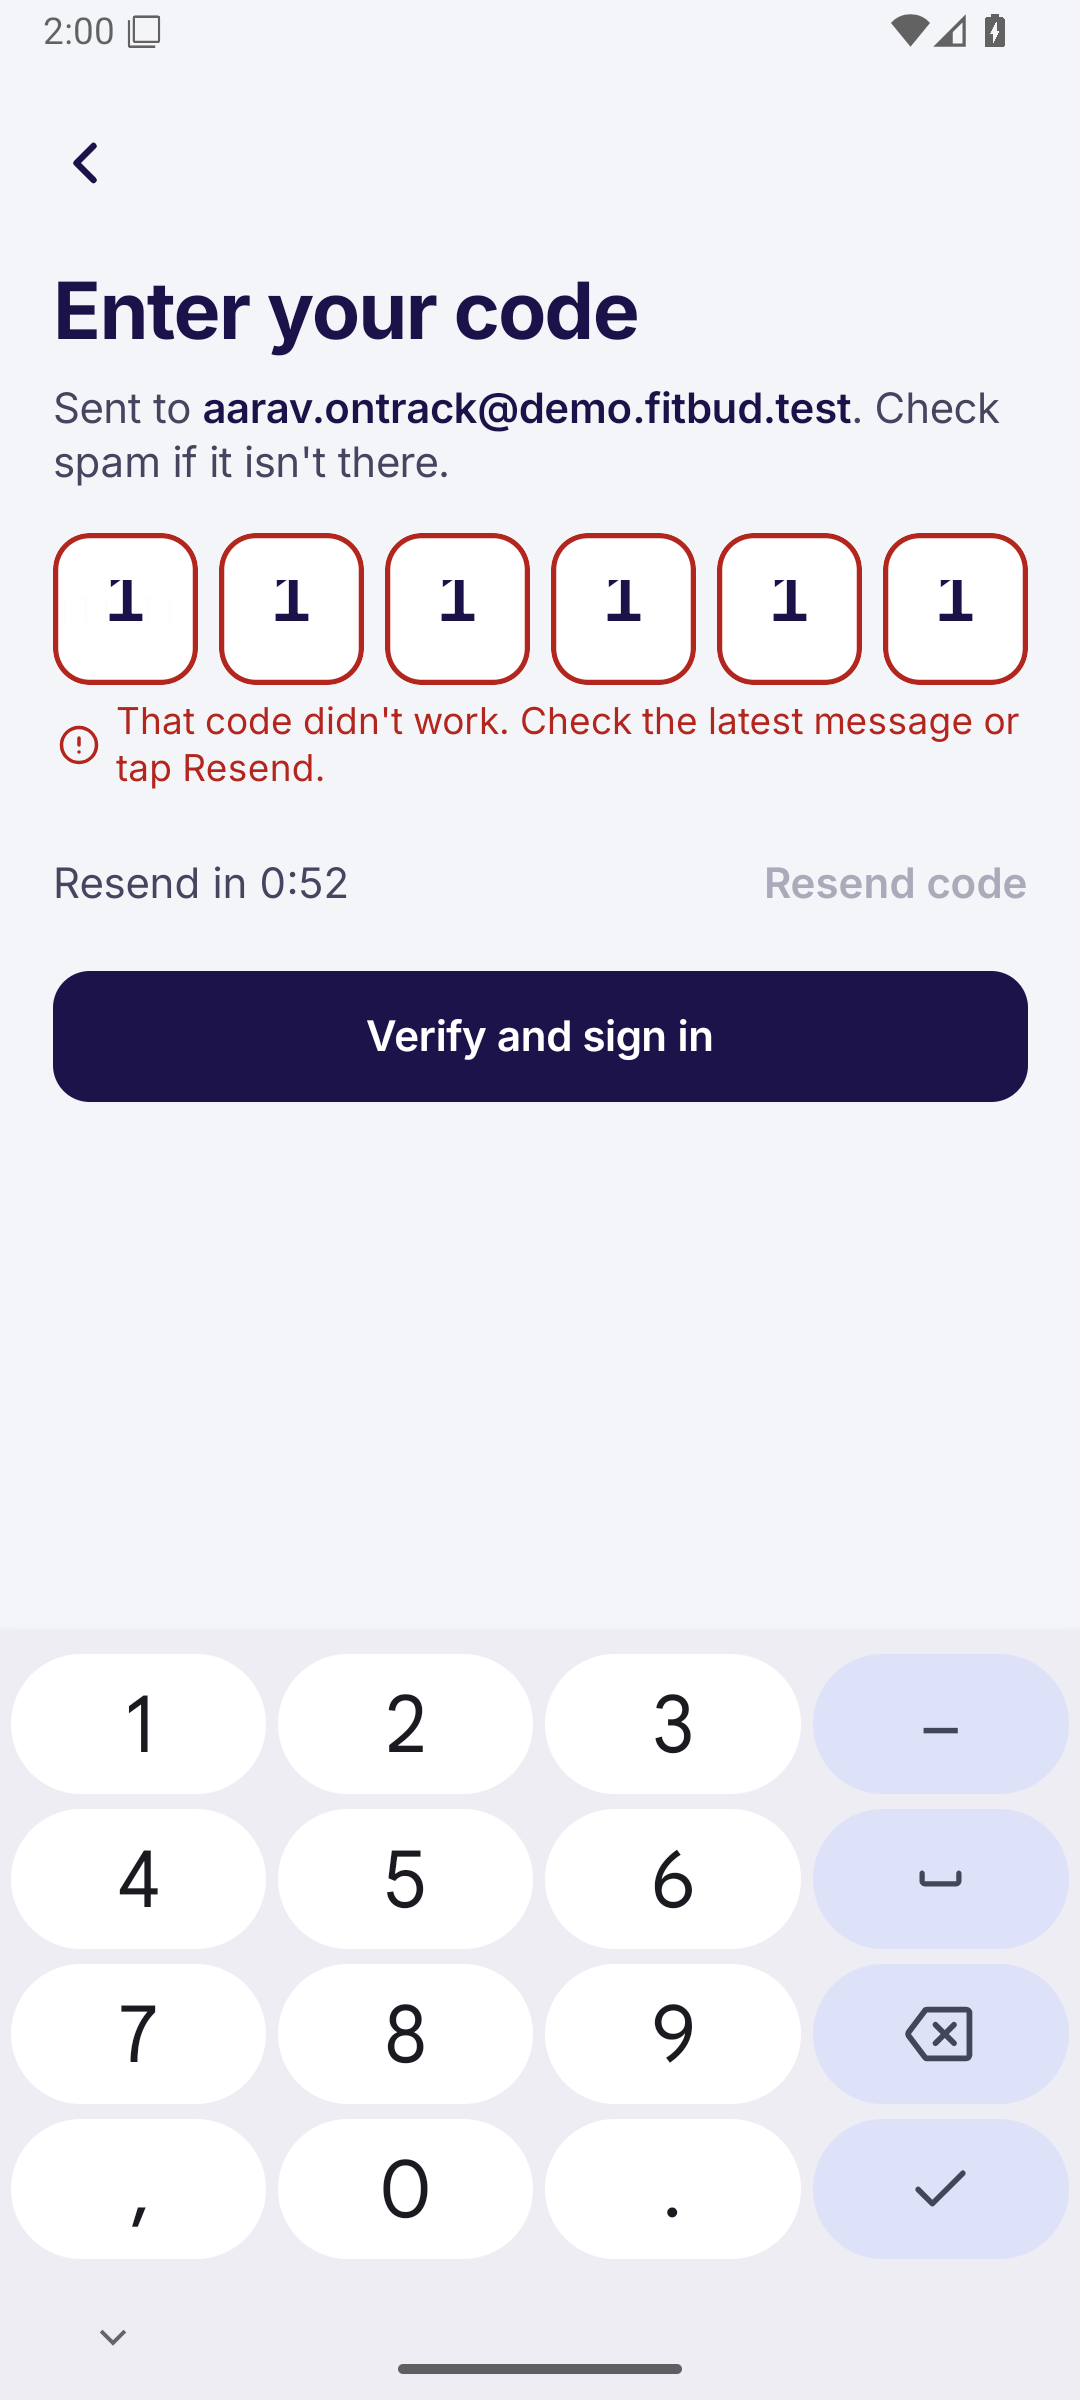 2:00
Enter your code
Sent to aarav.ontrack@demo.fitbud.test. Check
spam if it isn't there.
1 1 1 1 1 1
That code didn't work. Check the latest message or
tap Resend.
Resend in 0:52 Resend code
Verify and sign in
1 2 3 –
4 5 6
7 8 9
, 0 .